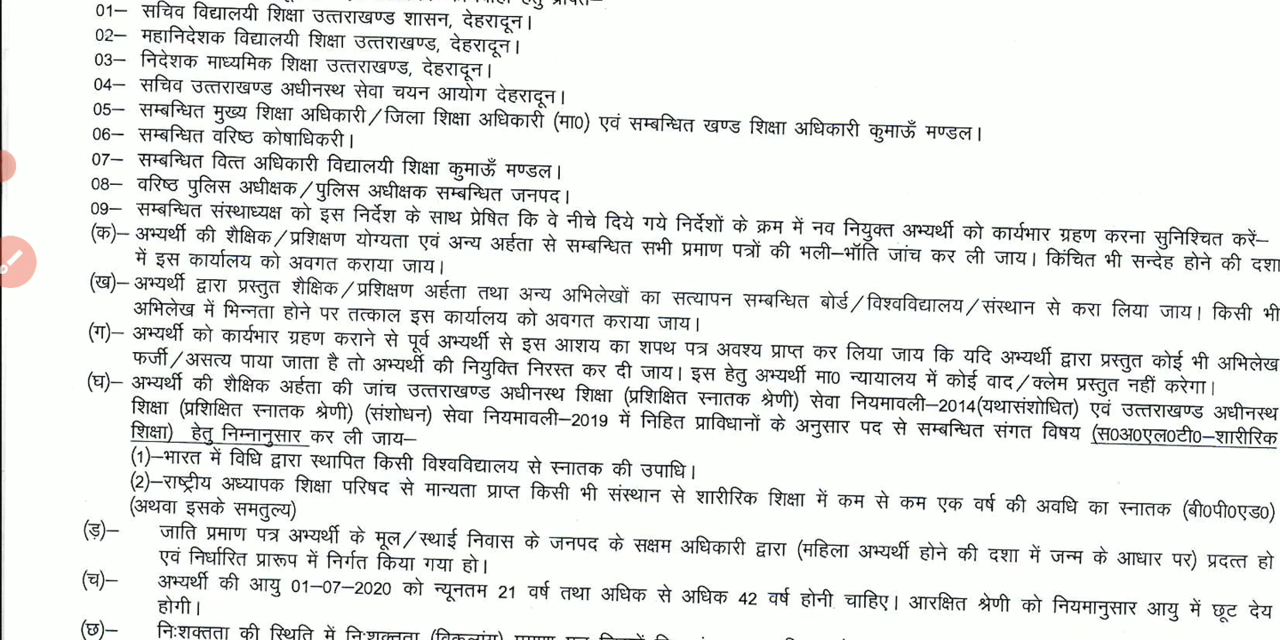 हेतु प्रेषित–
01– सचिव विद्यालयी शिक्षा उत्तराखण्ड शासन, देहरादून।
02– महानिदेशक विद्यालयी शिक्षा उत्तराखण्ड, देहरादून।
03– निदेशक माध्यमिक शिक्षा उत्तराखण्ड, देहरादून।
04– सचिव उत्तराखण्ड अधीनस्थ सेवा चयन आयोग देहरादून।
05– सम्बन्धित मुख्य शिक्षा अधिकारी/जिला शिक्षा अधिकारी (मा0) एवं सम्बन्धित खण्ड शिक्षा अधिकारी कुमाऊँ मण्डल।
06– सम्बन्धित वरिष्ठ कोषाधिकरी।
07– सम्बन्धित वित्त अधिकारी विद्यालयी शिक्षा कुमाऊँ मण्डल।
08– वरिष्ठ पुलिस अधीक्षक/पुलिस अधीक्षक सम्बन्धित जनपद।
09– सम्बन्धित संस्थाध्यक्ष को इस निर्देश के साथ प्रेषित कि वे नीचे दिये गये निर्देशों के क्रम में नव नियुक्त अभ्यर्थी को कार्यभार ग्रहण करना सुनिश्चित करें–
(क)– अभ्यर्थी की शैक्षिक/प्रशिक्षण योग्यता एवं अन्य अर्हता से सम्बन्धित सभी प्रमाण पत्रों की भली–भाँति जांच कर ली जाय। किंचित भी सन्देह होने की दशा
में इस कार्यालय को अवगत कराया जाय।
(ख)– अभ्यर्थी द्वारा प्रस्तुत शैक्षिक/प्रशिक्षण अर्हता तथा अन्य अभिलेखों का सत्यापन सम्बन्धित बोर्ड/विश्वविद्यालय/संस्थान से करा लिया जाय। किसी भी
अभिलेख में भिन्नता होने पर तत्काल इस कार्यालय को अवगत कराया जाय।
(ग)– अभ्यर्थी को कार्यभार ग्रहण कराने से पूर्व अभ्यर्थी से इस आशय का शपथ पत्र अवश्य प्राप्त कर लिया जाय कि यदि अभ्यर्थी द्वारा प्रस्तुत कोई भी अभिलेख
फर्जी/असत्य पाया जाता है तो अभ्यर्थी की नियुक्ति निरस्त कर दी जाय। इस हेतु अभ्यर्थी मा0 न्यायालय में कोई वाद/क्लेम प्रस्तुत नहीं करेगा।
(घ)– अभ्यर्थी की शैक्षिक अर्हता की जांच उत्तराखण्ड अधीनस्थ शिक्षा (प्रशिक्षित स्नातक श्रेणी) सेवा नियमावली–2014(यथासंशोधित) एवं उत्तराखण्ड अधीनस्थ
शिक्षा (प्रशिक्षित स्नातक श्रेणी) (संशोधन) सेवा नियमावली–2019 में निहित प्राविधानों के अनुसार पद से सम्बन्धित संगत विषय (स0अ0एल0टी0–शारीरिक
शिक्षा) हेतु निम्नानुसार कर ली जाय–
(1)–भारत में विधि द्वारा स्थापित किसी विश्वविद्यालय से स्नातक की उपाधि।
(2)–राष्ट्रीय अध्यापक शिक्षा परिषद से मान्यता प्राप्त किसी भी संस्थान से शारीरिक शिक्षा में कम से कम एक वर्ष की अवधि का स्नातक (बी0पी0एड0)
(अथवा इसके समतुल्य)
(ड़)– जाति प्रमाण पत्र अभ्यर्थी के मूल/स्थाई निवास के जनपद के सक्षम अधिकारी द्वारा (महिला अभ्यर्थी होने की दशा में जन्म के आधार पर) प्रदत्त हो
एवं निर्धारित प्रारूप में निर्गत किया गया हो।
(च)– अभ्यर्थी की आयु 01–07–2020 को न्यूनतम 21 वर्ष तथा अधिक से अधिक 42 वर्ष होनी चाहिए। आरक्षित श्रेणी को नियमानुसार आयु में छूट देय
होगी।
(छ)– निःशक्तता की स्थिति में निःशक्तता (विकलांग)